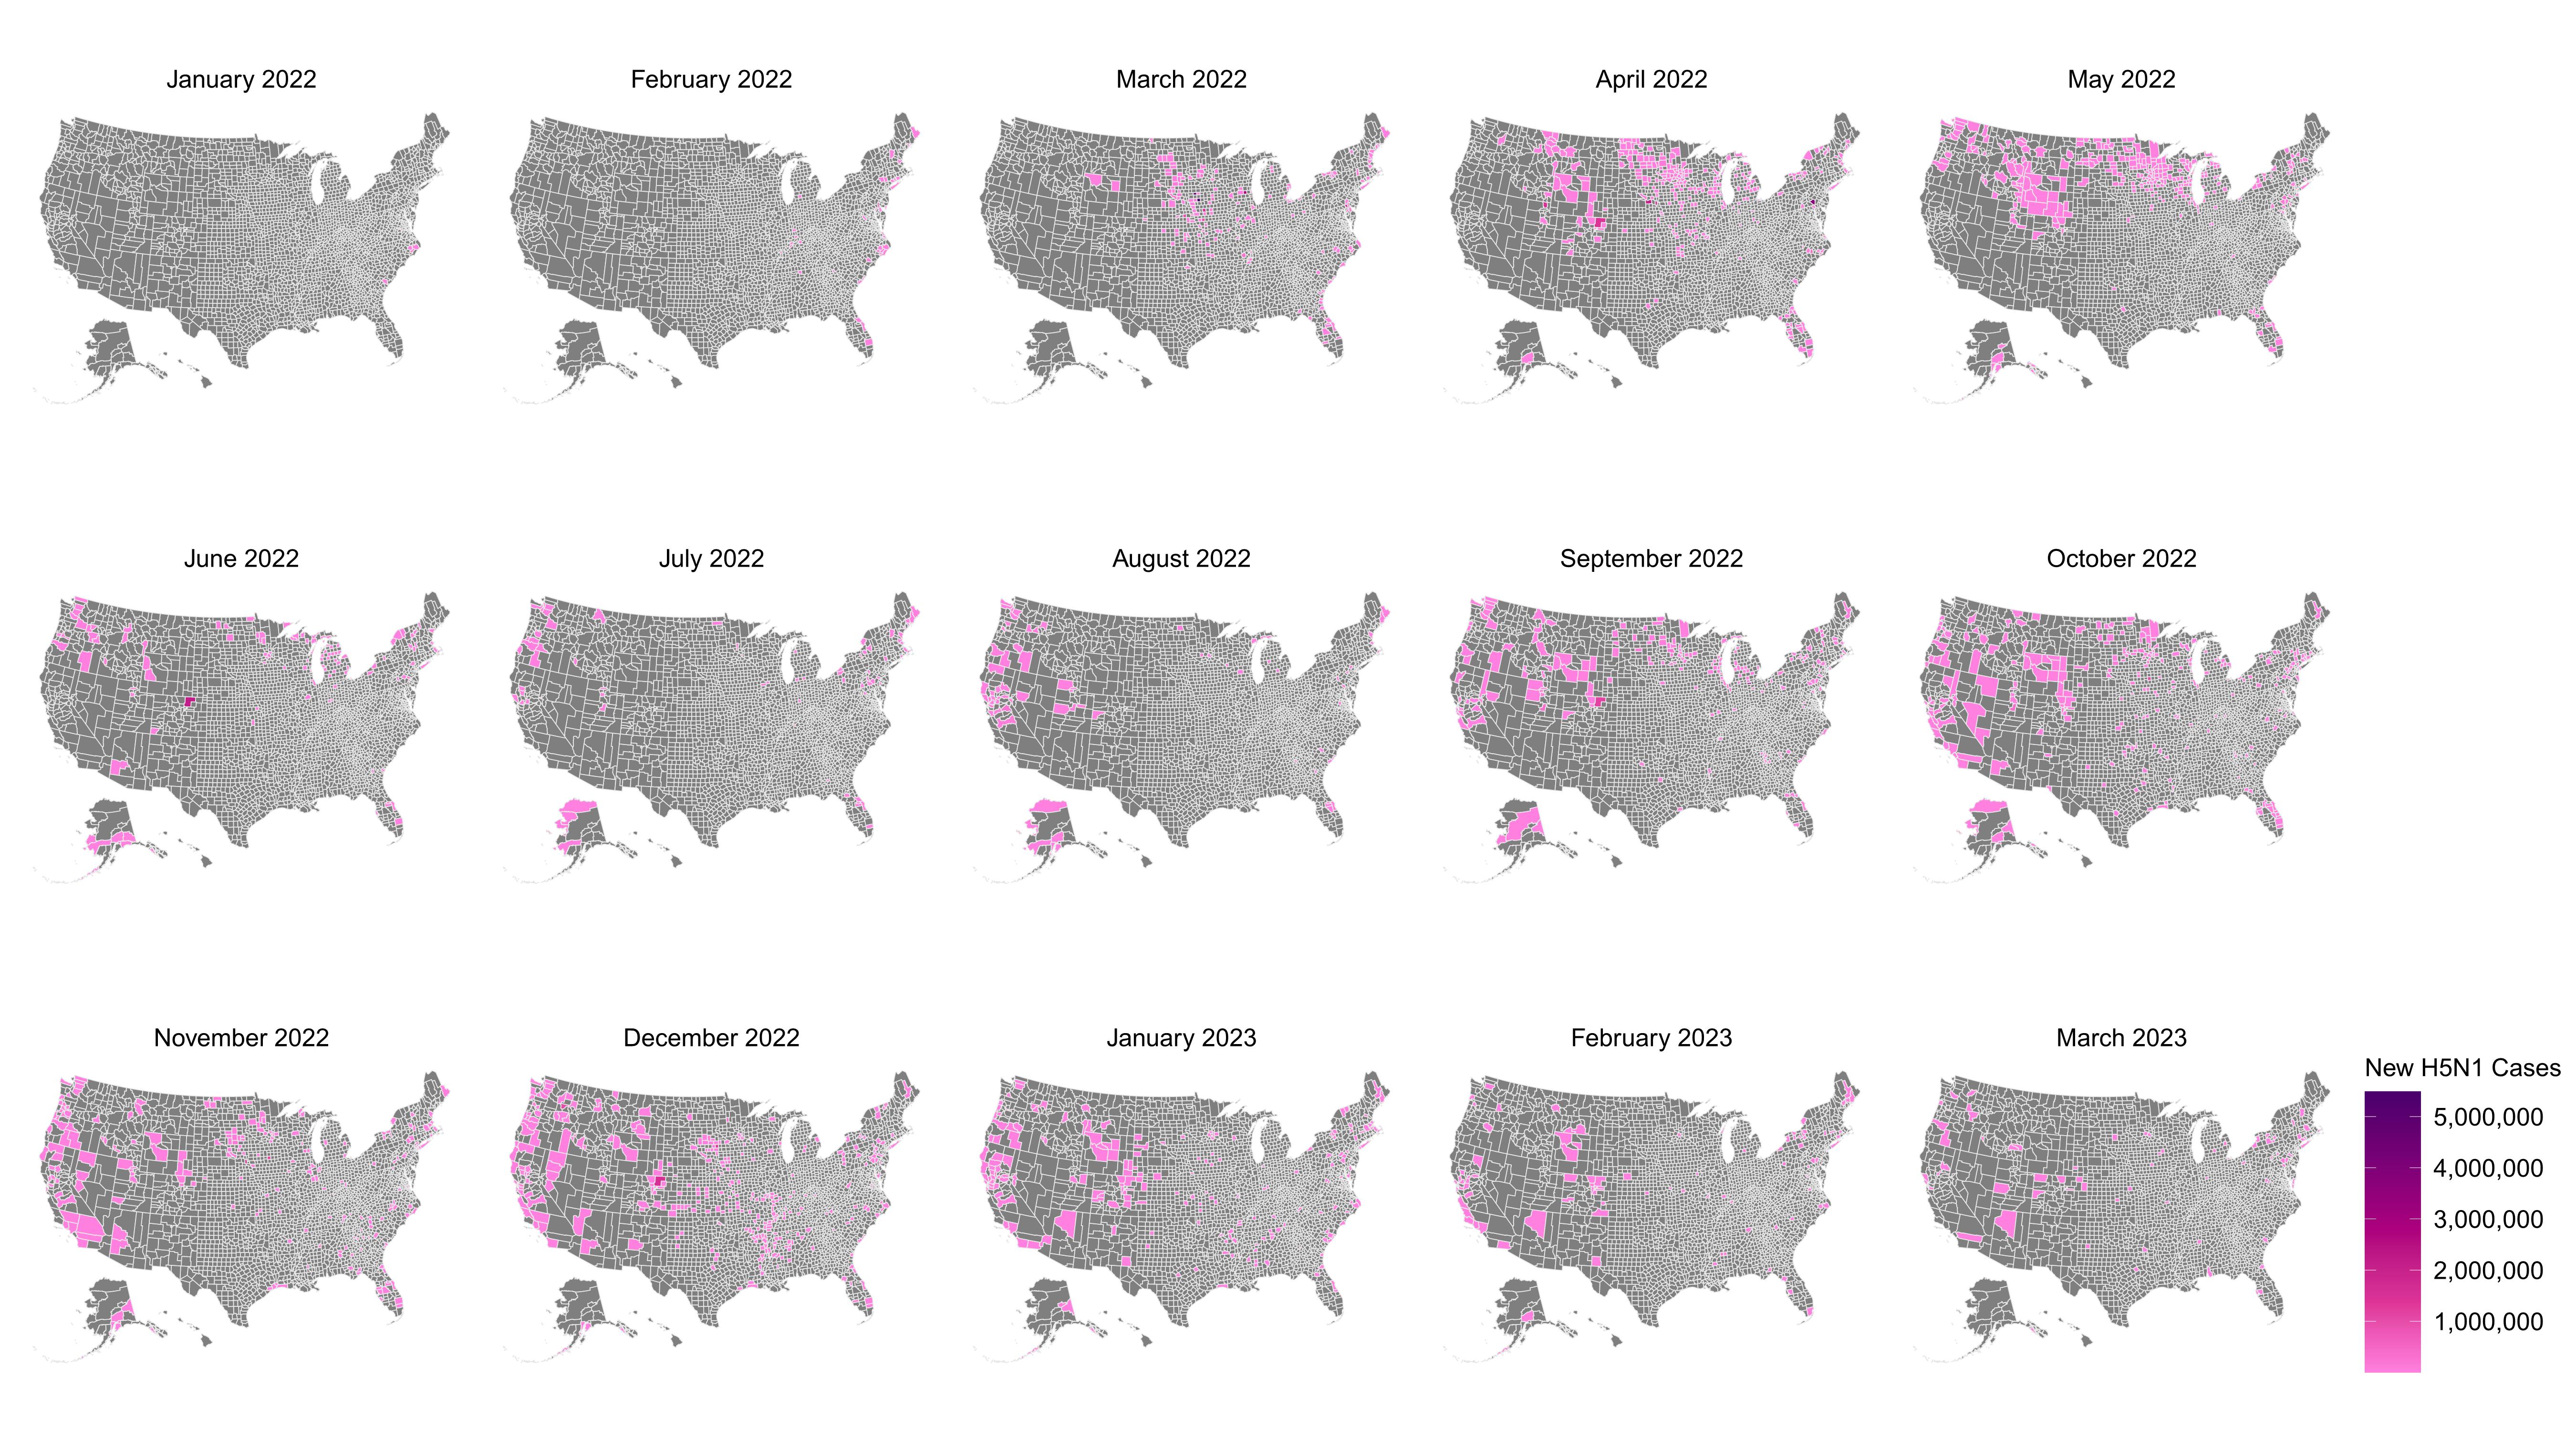 January 2022
February 2022
March 2022
April 2022
May 2022
June 2022
July 2022
August 2022
September 2022
October 2022
November 2022
December 2022
January 2023
February 2023
March 2023
New H5N1 Cases
5,000,000
4,000,000
3,000,000
2,000,000
1,000,000